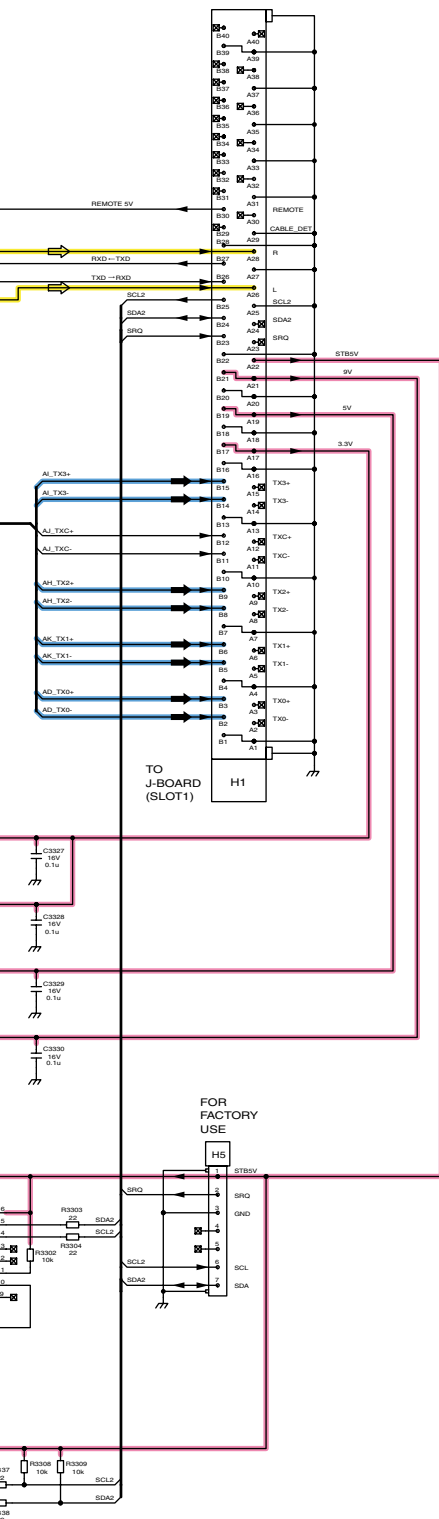 B40
A40
B39
A39
B38
A38
B37
A37
B36
A36
B35
A35
B34
A34
B33
A33
B32
A32
B31
A31
REMOTE 5V
B30
A30
REMOTE
B29
A29
CABLE_DET
B28
A28
R
RXD←TXD
B27
A27
TXD→RXD
B26
A26
L
SCL2
B25
A25
SCL2
SDA2
B24
A24
SDA2
SRQ
B23
A23
SRQ
B22
A22
STB5V
B21
A21
9V
B20
A20
B19
A19
5V
B18
A18
B17
A17
3.3V
B16
A16
AI_TX3+
B15
A15
TX3+
AI_TX3-
B14
A14
TX3-
B13
A13
AJ_TXC+
B12
A12
TXC+
AJ_TXC-
B11
A11
TXC-
B10
A10
AH_TX2+
B9
A9
TX2+
AH_TX2-
B8
A8
TX2-
B7
A7
AK_TX1+
B6
A6
TX1+
AK_TX1-
B5
A5
TX1-
B4
A4
AD_TX0+
B3
A3
TX0+
AD_TX0-
B2
A2
TX0-
B1
A1
TO
J-BOARD
(SLOT1)
H1
C3327
16V
0.1u
C3328
16V
0.1u
C3329
16V
0.1u
C3330
16V
0.1u
FOR
FACTORY
USE
H5
1
STB5V
SRQ
2
SRQ
3
GND
4
5
SCL2
6
SCL
SDA2
7
SDA
6
5
R3303
22
SDA2
4
SCL2
R3304
22
3
2
R3302
10k
1
0
9
R3308
10k
R3309
10k
SCL2
SDA2